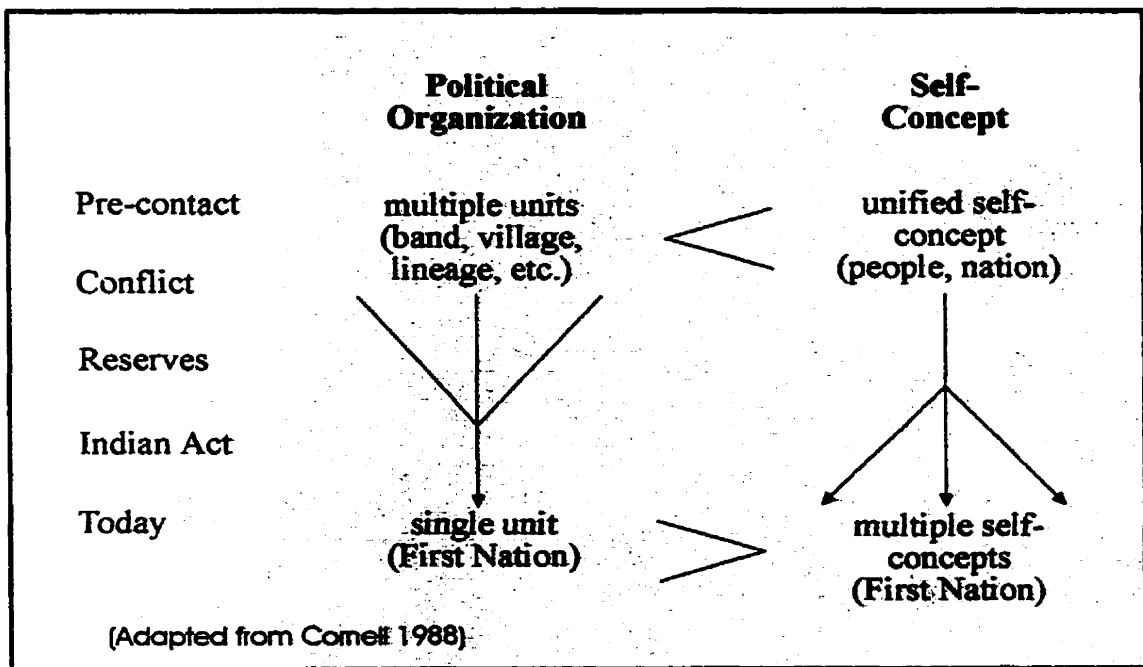 Political
Organization
Self-
Concept
Pre-contact
multiple units
(band, village,
lineage, etc.)
unified self-
concept
(people, nation)
Conflict
Reserves
Indian Act
Today
single unit
(First Nation)
multiple self-
concepts
(First Nation)
(Adapted from Cornell 1988)